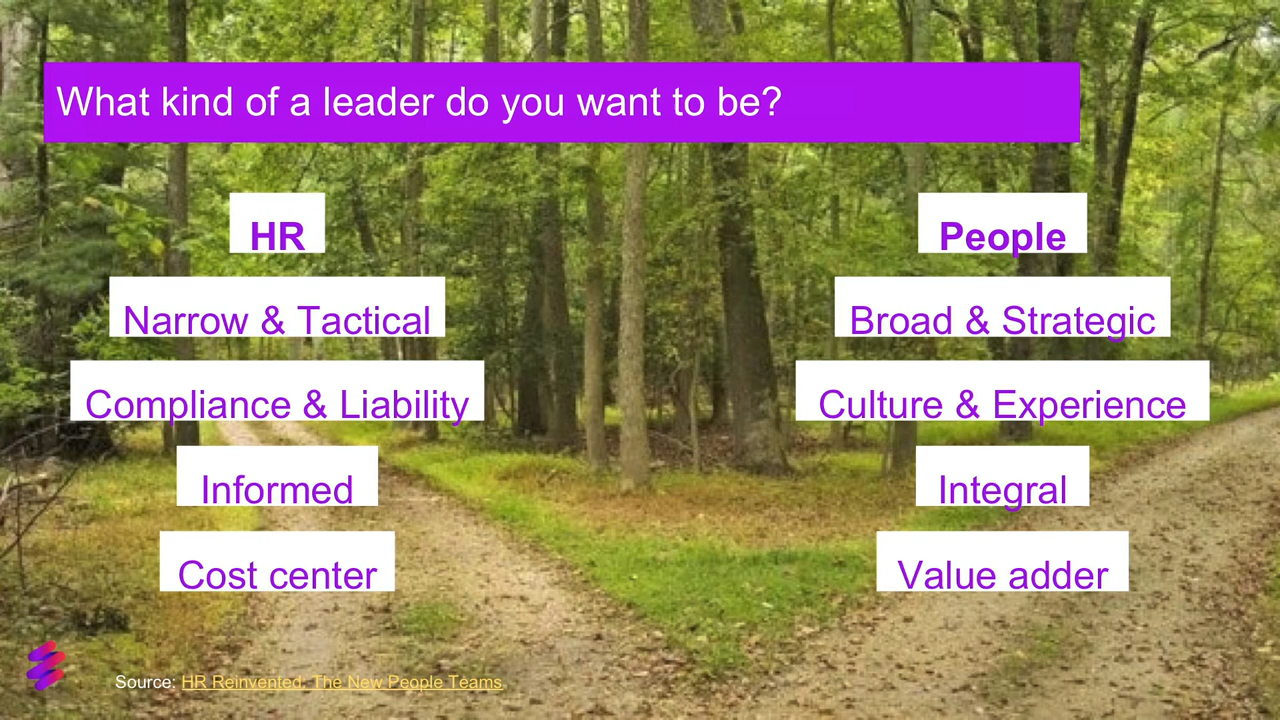 What kind of a leader do you want to be?
HR
Narrow & Tactical
Compliance & Liability
Informed
Cost center
People
Broad & Strategic
Culture & Experience
Integral
Value adder
Source: HR Reinvented: The New People Teams